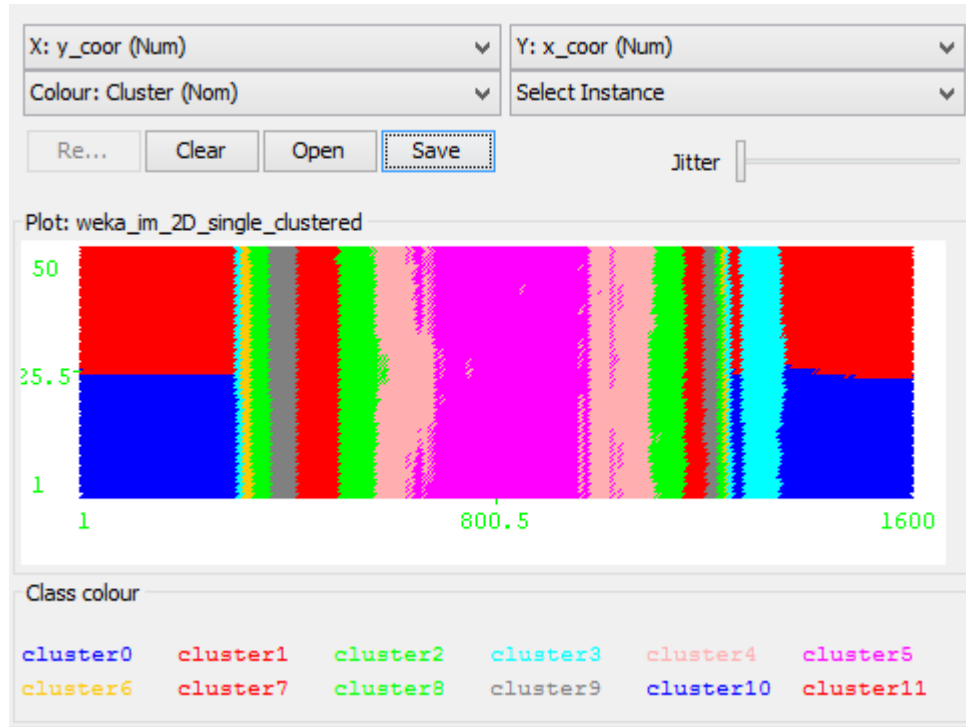 X: y_coor (Num) Y: x_coor (Num)
Colour: Cluster (Nom) Select Instance
Re... Clear Open Save Jitter
Plot: weka_im_2D_single_clustered
50
25.5
1
1 800.5 1600
Class colour
cluster0 cluster1 cluster2 cluster3 cluster4 cluster5
cluster6 cluster7 cluster8 cluster9 cluster10 cluster11